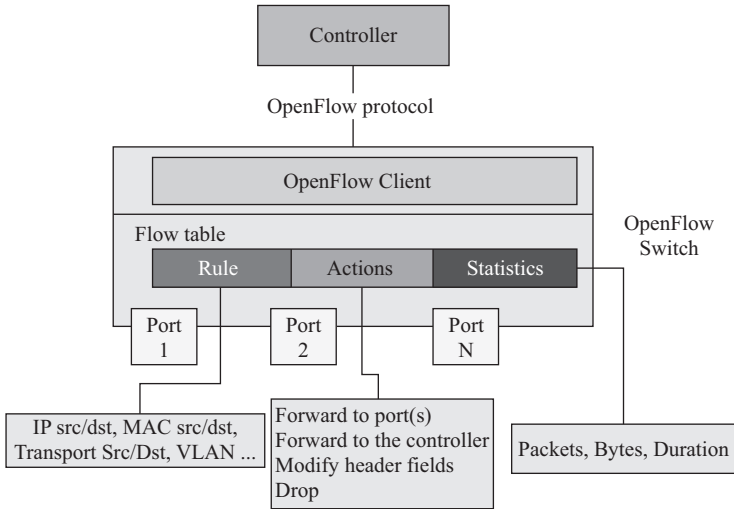 Controller
OpenFlow protocol
OpenFlow Client
OpenFlow
Switch
Flow table
Rule
Actions
Statistics
Port
1
Port
2
Port
N
IP src/dst, MAC src/dst,
Transport Src/Dst, VLAN ...
Forward to port(s)
Forward to the controller
Modify header fields
Drop
Packets, Bytes, Duration